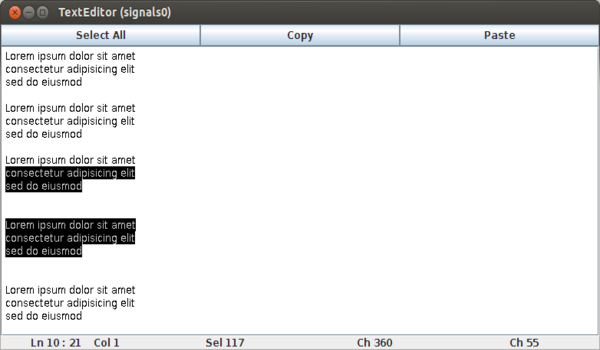 TextEditor (signals0)
Select All Copy Paste
Lorem ipsum dolor sit amet
consectetur adipisicing elit
sed do eiusmod
Lorem ipsum dolor sit amet
consectetur adipisicing elit
sed do eiusmod
Lorem ipsum dolor sit amet
consectetur adipisicing elit
sed do eiusmod
Lorem ipsum dolor sit amet
consectetur adipisicing elit
sed do eiusmod
Lorem ipsum dolor sit amet
consectetur adipisicing elit
sed do eiusmod
Ln 10 : 21 Col 1 Sel 117 Ch 360 Ch 55